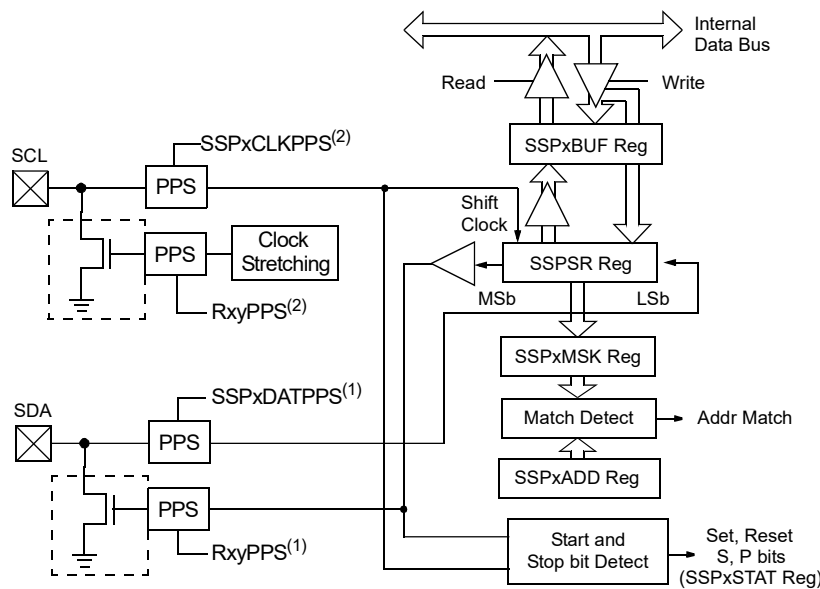 Internal
Data Bus
Read
Write
SSPxCLKPPS(2)
SSPxBUF Reg
SCL
PPS
Shift
Clock
PPS
Clock
Stretching
SSPSR Reg
MSb
LSb
RxyPPS(2)
SSPxMSK Reg
SSPxDATPPS(1)
SDA
Match Detect
Addr Match
PPS
SSPxADD Reg
PPS
Start and
Stop bit Detect
Set, Reset
S, P bits
(SSPxSTAT Reg)
RxyPPS(1)